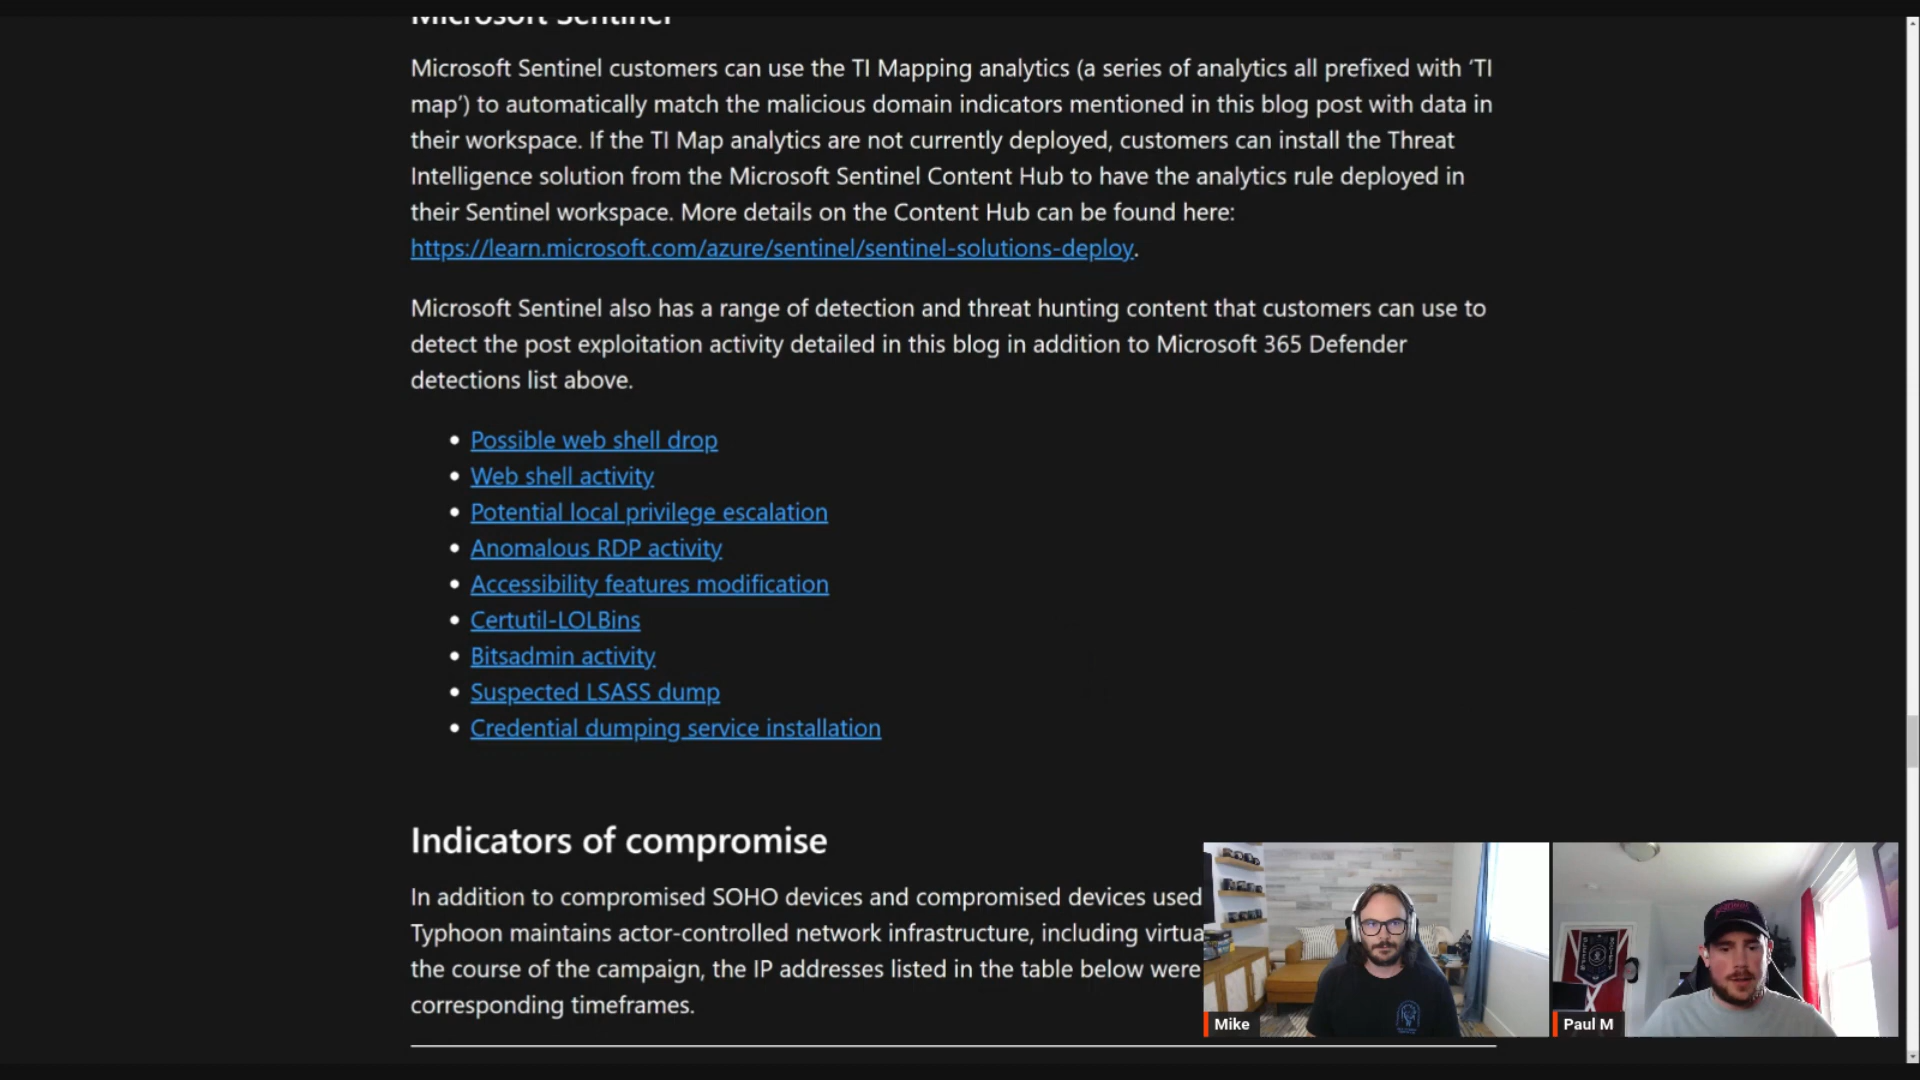 Microsoft Sentinel
Microsoft Sentinel customers can use the TI Mapping analytics (a series of analytics all prefixed with ‘TI
map’) to automatically match the malicious domain indicators mentioned in this blog post with data in
their workspace. If the TI Map analytics are not currently deployed, customers can install the Threat
Intelligence solution from the Microsoft Sentinel Content Hub to have the analytics rule deployed in
their Sentinel workspace. More details on the Content Hub can be found here:
https://learn.microsoft.com/azure/sentinel/sentinel-solutions-deploy.
Microsoft Sentinel also has a range of detection and threat hunting content that customers can use to
detect the post exploitation activity detailed in this blog in addition to Microsoft 365 Defender
detections list above.
• Possible web shell drop
• Web shell activity
• Potential local privilege escalation
• Anomalous RDP activity
• Accessibility features modification
• Certutil-LOLBins
• Bitsadmin activity
• Suspected LSASS dump
• Credential dumping service installation
Indicators of compromise
In addition to compromised SOHO devices and compromised devices used
Typhoon maintains actor-controlled network infrastructure, including virtua
the course of the campaign, the IP addresses listed in the table below were
corresponding timeframes.
Mike
Paul M